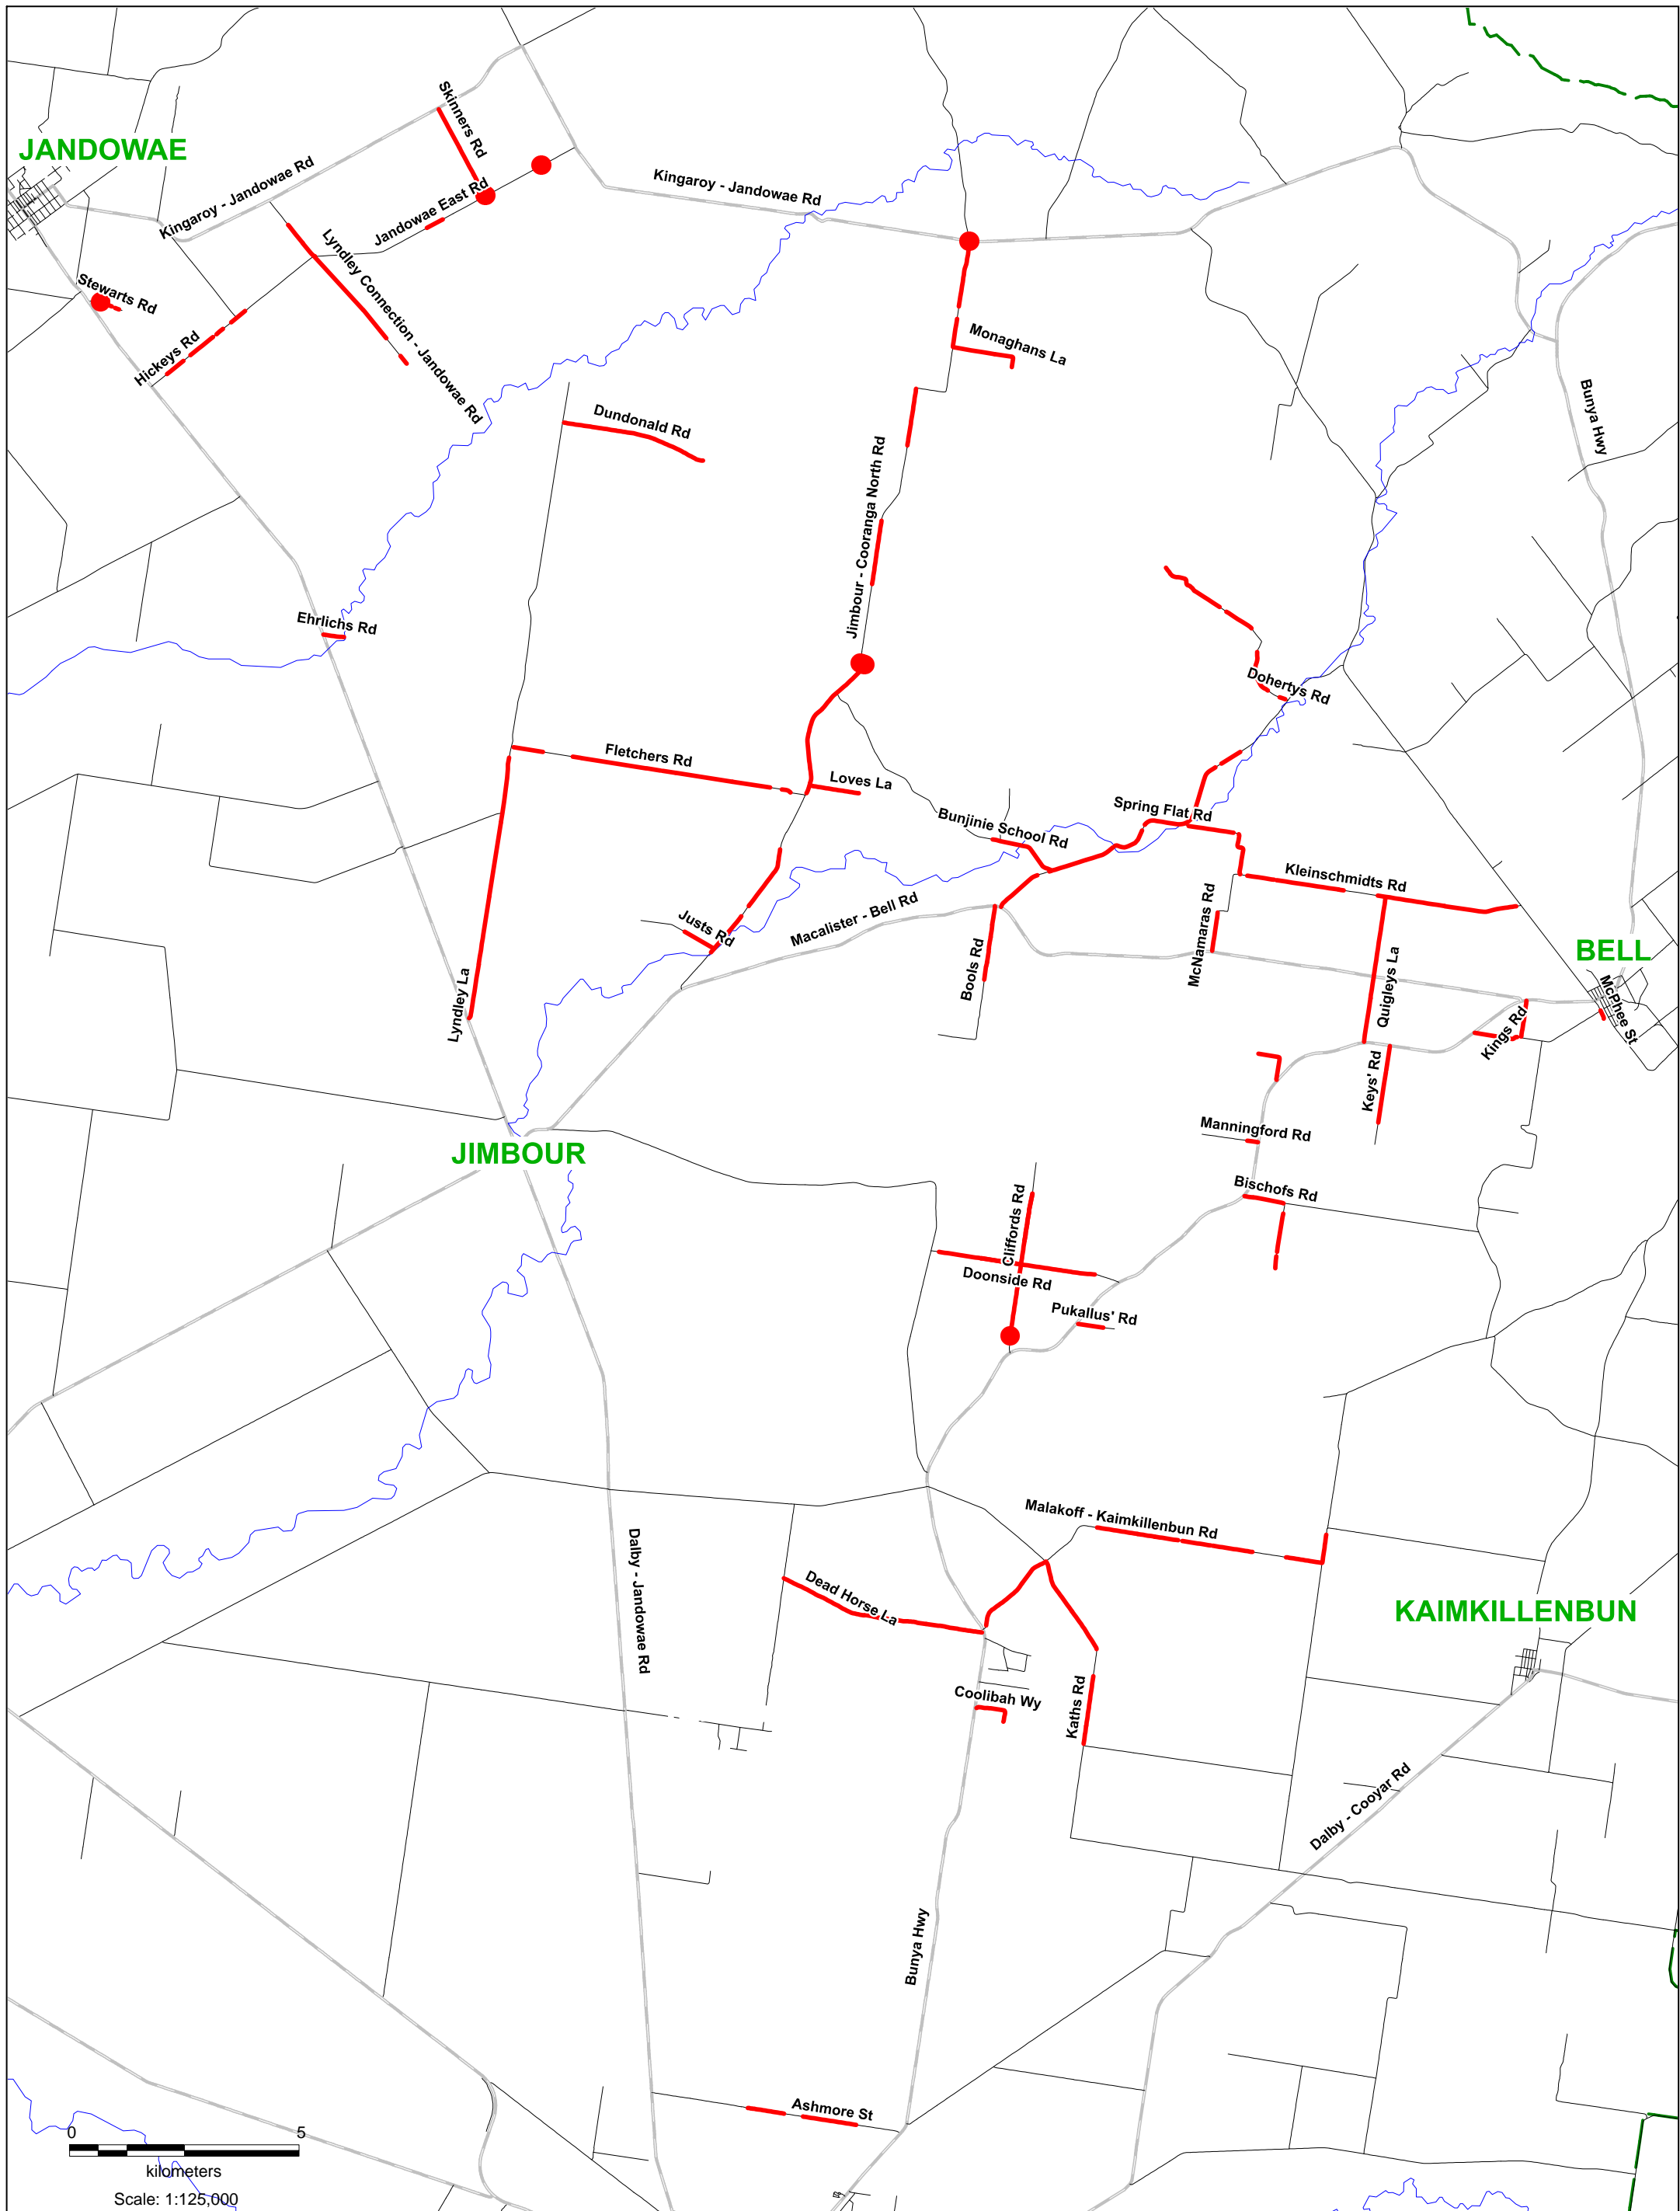 Skinners Rd
JANDOWAE
Kingaroy - Jandowae Rd
Kingaroy - Jandowae Rd
Jandowae East Rd
Lyndley Connection - Jandowae Rd
Stewarts Rd
Hickeys Rd
Monaghans La
Bunya Hwy
Dundonald Rd
Jimbour - Cooranga North Rd
Ehrlichs Rd
Dohertys Rd
Fletchers Rd
Loves La
Spring Flat Rd
Bunjinie School Rd
Kleinschmidts Rd
McNamaras Rd
Justs Rd
Macalister - Bell Rd
BELL
Bools Rd
Quigleys La
Lyndley La
McPhee St
Kings Rd
Keys' Rd
Manningford Rd
JIMBOUR
Bischofs Rd
Cliffords Rd
Doonside Rd
Pukallus' Rd
Malakoff - Kaimkillenbun Rd
Dalby - Jandowae Rd
Dead Horse La
KAIMKILLENBUN
Coolibah Wy
Kaths Rd
Dalby - Cooyar Rd
Bunya Hwy
Ashmore St
0 5
kilometers
Scale: 1:125,000